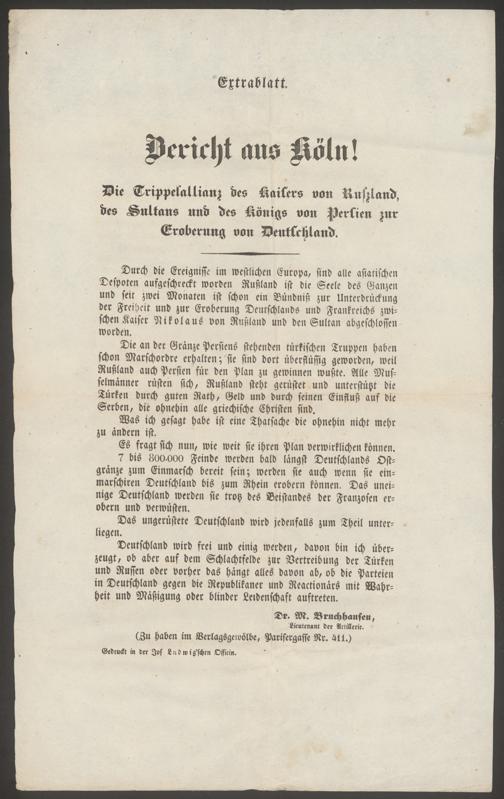 Extrablatt.
Bericht aus Köln!
Die Trippelallianz des Kaisers von Rußland,
des Sultans und des Königs von Persien zur
Eroberung von Deutschland.
Durch die Ereignisse im westlichen Europa, sind alle asiatischen
Despoten aufgeschreckt worden Rußland ist die Seele des Ganzen
und seit zwei Monaten ist schon ein Bündniß zur Unterdrückung
der Freiheit und zur Eroberung Deutschlands und Frankreichs zwi-
schen Kaiser Nikolaus von Rußland und den Sultan abgeschlossen
worden.
Die an der Gränze Persiens stehenden türkischen Truppen haben
schon Marschordre erhalten; sie sind dort überflüssig geworden, weil
Rußland auch Persien für den Plan zu gewinnen wußte. Alle Mus-
selmänner rüsten sich, Rußland steht gerüstet und unterstützt die
Türken durch guten Rath, Geld und durch seinen Einfluß auf die
Serben, die ohnehin alle griechische Christen sind.
Was ich gesagt habe ist eine Thatsache die ohnehin nicht mehr
zu ändern ist.
Es fragt sich nun, wie weit sie ihren Plan verwirklichen können.
7 bis 800.000 Feinde werden bald längst Deutschlands Ost-
gränze zum Einmarsch bereit sein; werden sie auch wenn sie ein-
marschiren Deutschland bis zum Rhein erobern können. Das unei-
nige Deutschland werden sie trotz des Beistandes der Franzosen er-
obern und verwüsten.
Das ungerüstete Deutschland wird jedenfalls zum Theil unter-
liegen.
Deutschland wird frei und einig werden, davon bin ich über-
zeugt, ob aber auf dem Schlachtfelde zur Vertreibung der Türken
und Russen oder vorher das hängt alles davon ab, ob die Parteien
in Deutschland gegen die Republikaner und Reactionärs mit Wahr-
heit und Mäßigung oder blinder Leidenschaft auftreten.
Dr. M. Bruchhausen,
Lieutenant der Artillerie.
(Zu haben im Verlagsgewölbe, Parisergasse Nr. 411.)
Gedruckt in der Jos Ludwig'schen Officin.